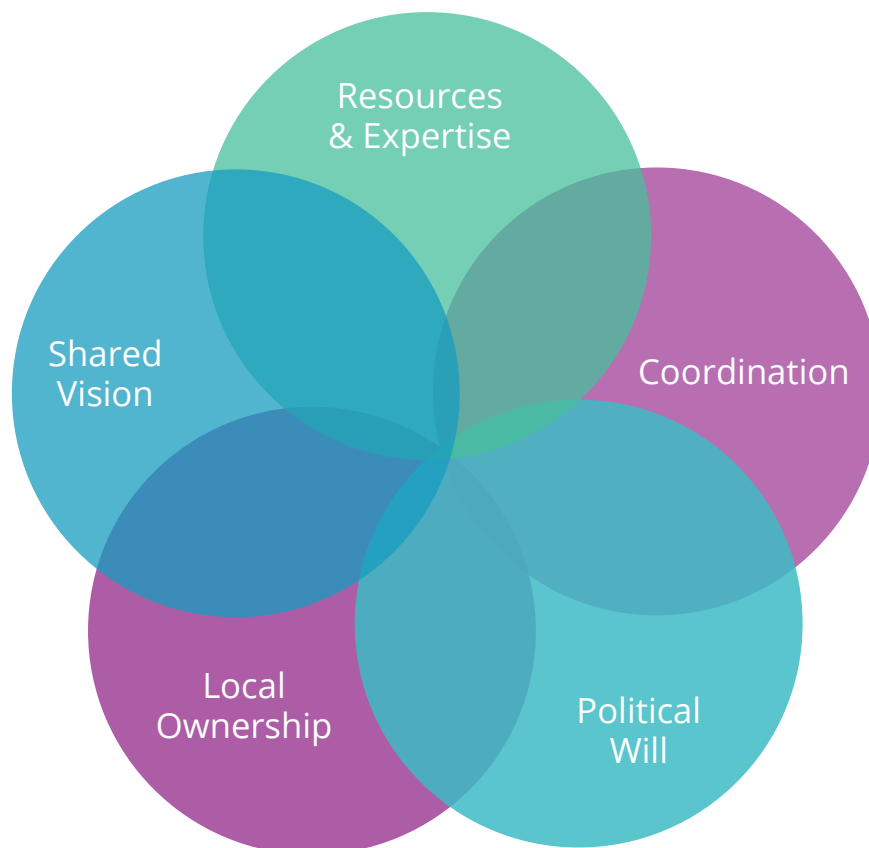 Resources
& Expertise
Shared
Vision
Coordination
Local
Ownership
Political
Will